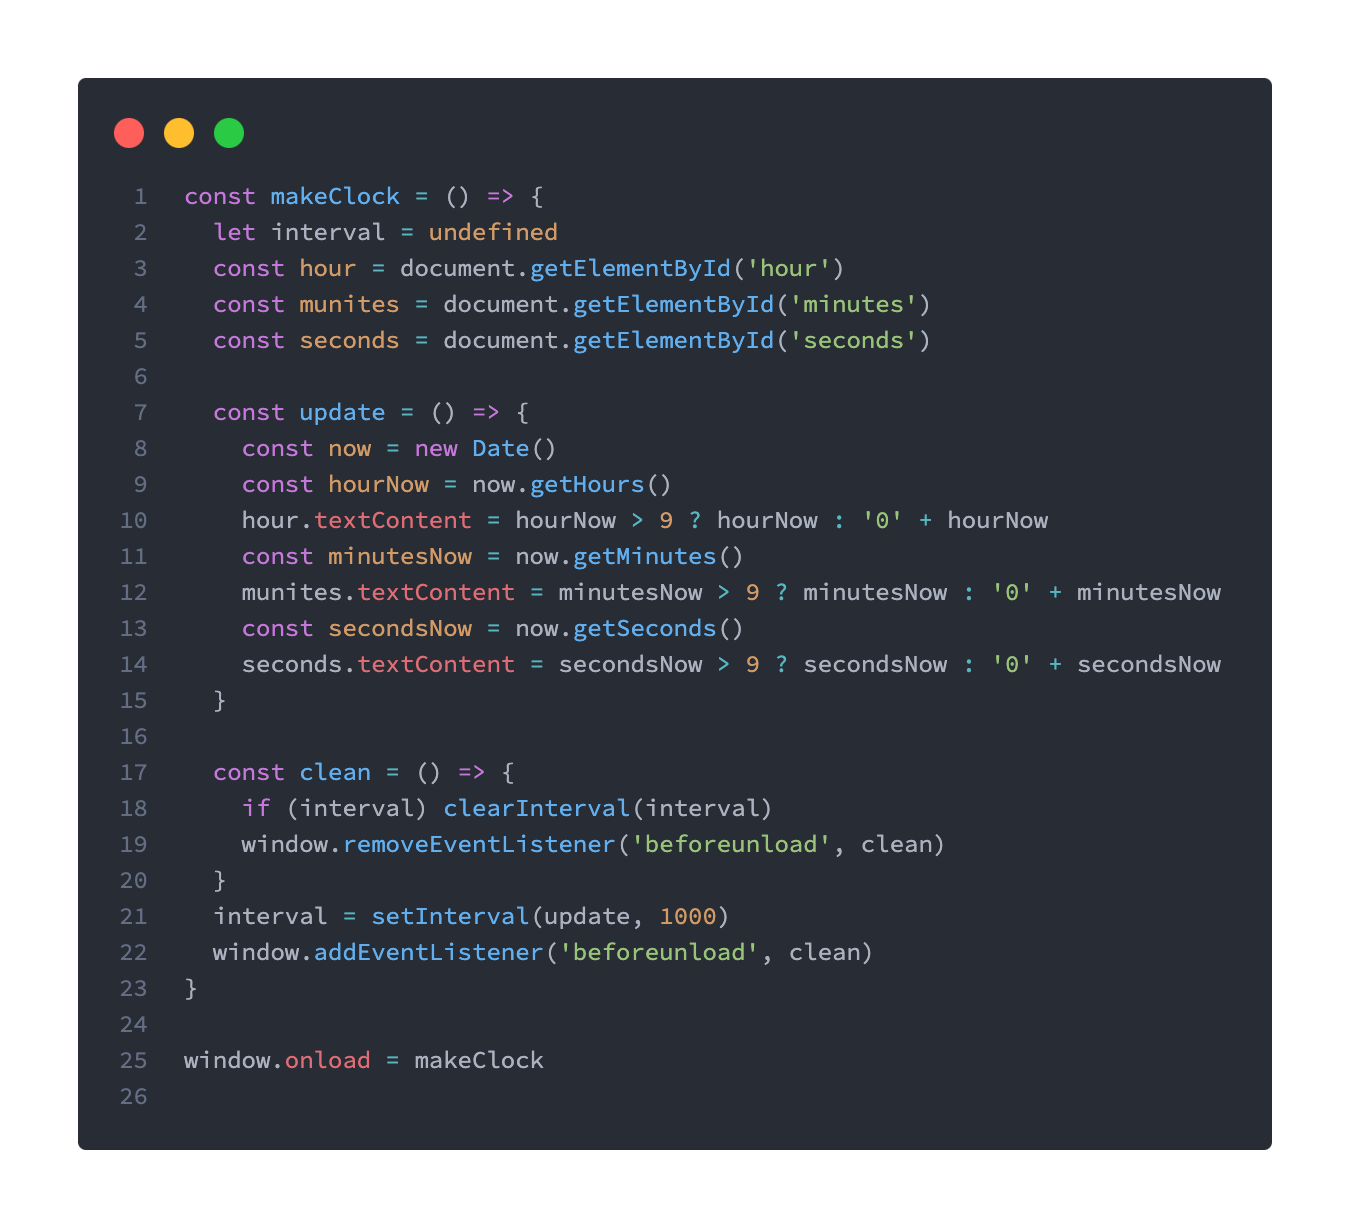 1 const makeClock = () => {
2   let interval = undefined
3   const hour = document.getElementById('hour')
4   const munites = document.getElementById('minutes')
5   const seconds = document.getElementById('seconds')
6
7   const update = () => {
8     const now = new Date()
9     const hourNow = now.getHours()
10     hour.textContent = hourNow > 9 ? hourNow : '0' + hourNow
11     const minutesNow = now.getMinutes()
12     munites.textContent = minutesNow > 9 ? minutesNow : '0' + minutesNow
13     const secondsNow = now.getSeconds()
14     seconds.textContent = secondsNow > 9 ? secondsNow : '0' + secondsNow
15   }
16
17   const clean = () => {
18     if (interval) clearInterval(interval)
19     window.removeEventListener('beforeunload', clean)
20   }
21   interval = setInterval(update, 1000)
22   window.addEventListener('beforeunload', clean)
23 }
24
25 window.onload = makeClock
26